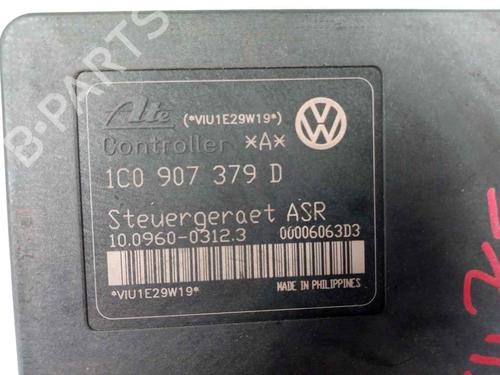 B-PARTS
Ate (*VIU1E29W19*)
Controller *A*
1C0 907 379 D
Steuergeraet ASR
10.0960-0312.3 00006063D3
*VIU1E29W19*
MADE IN PHILIPPINES